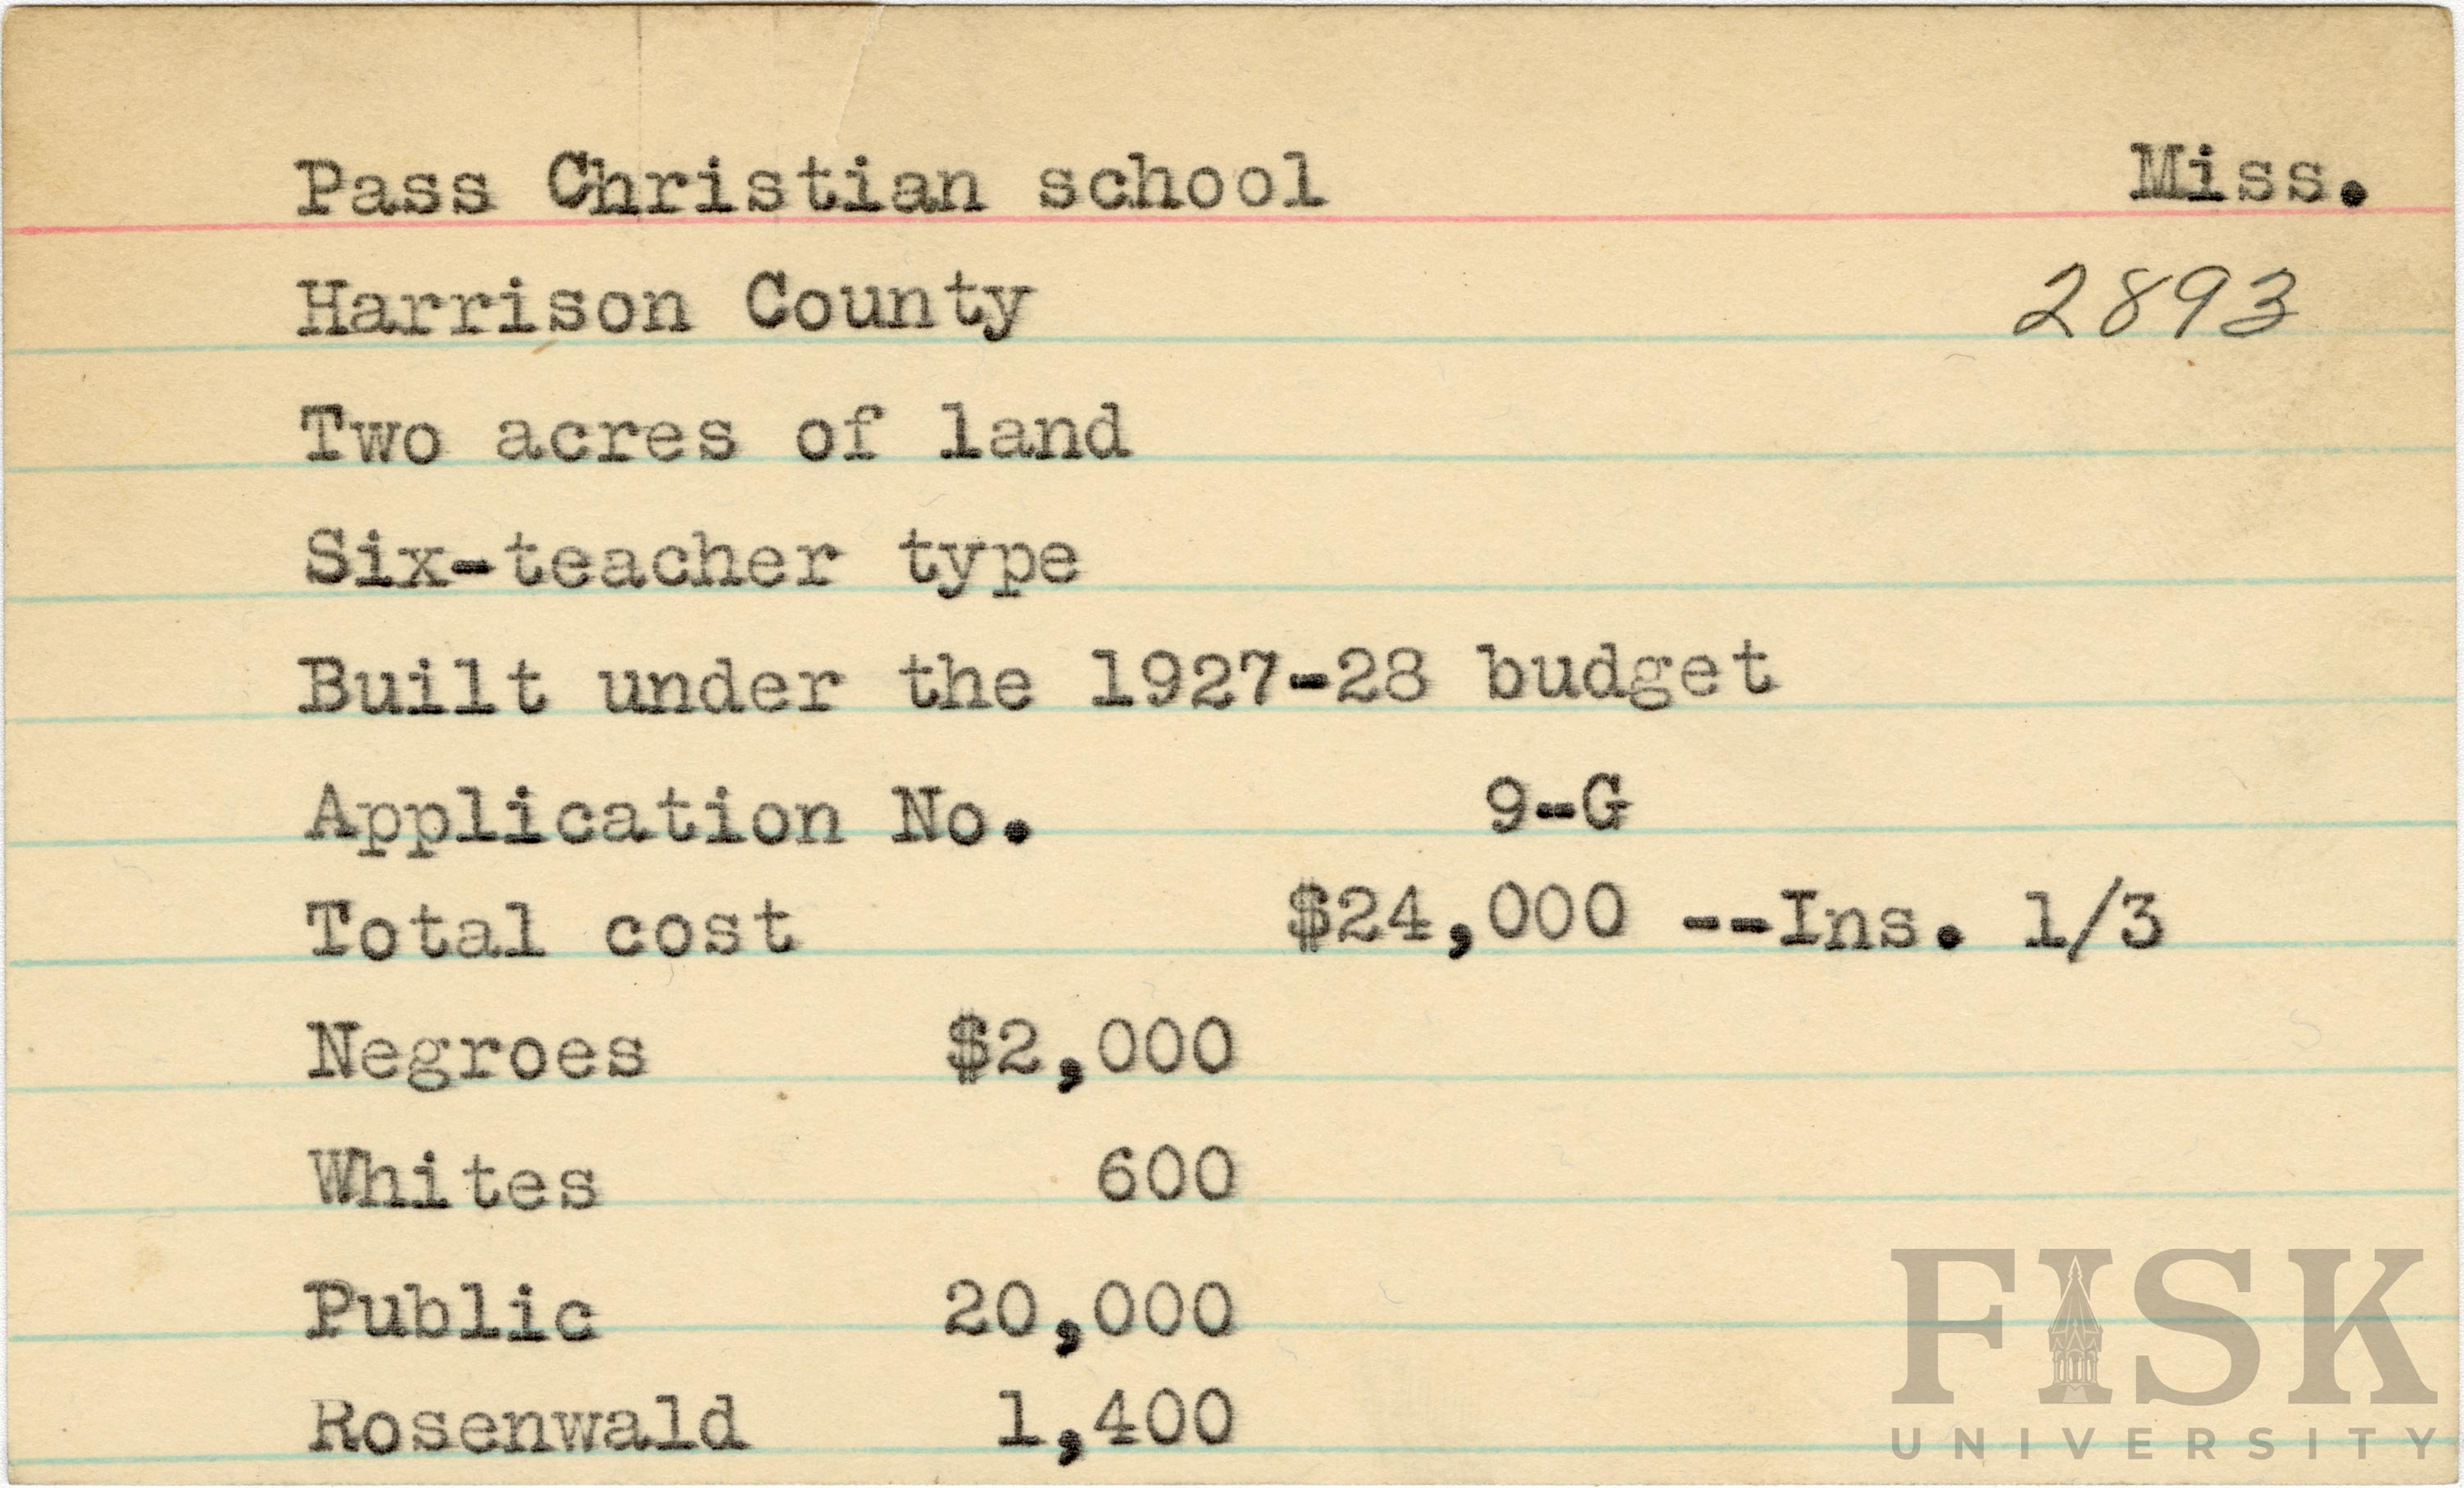 Pass Christian school Miss.
Harrison County 2893
Two acres of land
Six-teacher type
Built under the 1927-28 budget
Application No. 9-G
Total cost $24,000 --Ins. 1/3
Negroes $2,000
Whites 600
Public 20,000
Rosenwald 1,400
FISK
UNIVERSITY